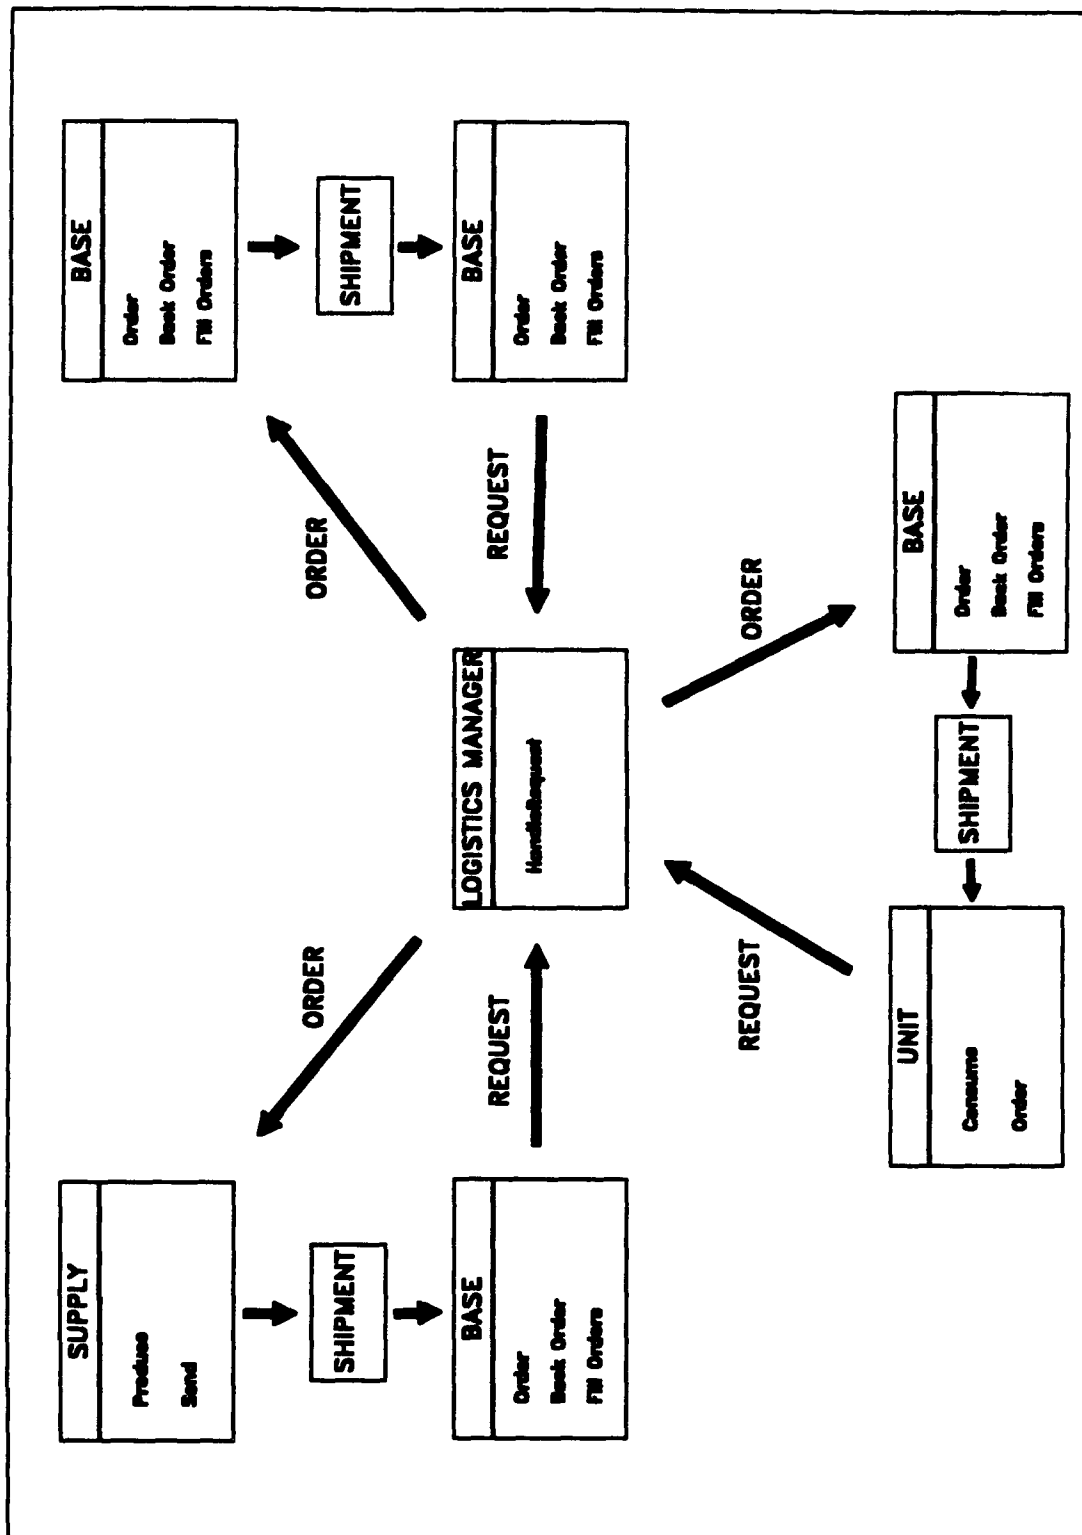 SUPPLY
Produce
Send
SHIPMENT
BASE
Order
Back Order
Fill Orders
ORDER
REQUEST
LOGISTICS MANAGER
HandleRequest
ORDER
REQUEST
BASE
Order
Back Order
Fill Orders
SHIPMENT
BASE
Order
Back Order
Fill Orders
REQUEST
ORDER
UNIT
Consume
Order
SHIPMENT
BASE
Order
Back Order
Fill Orders